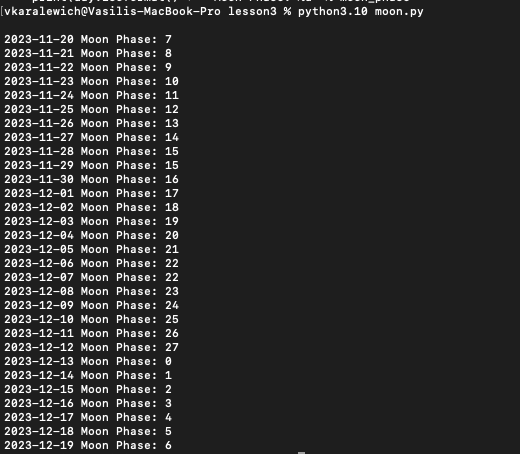 vkaralewich@Vasilis-MacBook-Pro lesson3 % python3.10 moon.py
2023-11-20 Moon Phase: 7
2023-11-21 Moon Phase: 8
2023-11-22 Moon Phase: 9
2023-11-23 Moon Phase: 10
2023-11-24 Moon Phase: 11
2023-11-25 Moon Phase: 12
2023-11-26 Moon Phase: 13
2023-11-27 Moon Phase: 14
2023-11-28 Moon Phase: 15
2023-11-29 Moon Phase: 15
2023-11-30 Moon Phase: 16
2023-12-01 Moon Phase: 17
2023-12-02 Moon Phase: 18
2023-12-03 Moon Phase: 19
2023-12-04 Moon Phase: 20
2023-12-05 Moon Phase: 21
2023-12-06 Moon Phase: 22
2023-12-07 Moon Phase: 22
2023-12-08 Moon Phase: 23
2023-12-09 Moon Phase: 24
2023-12-10 Moon Phase: 25
2023-12-11 Moon Phase: 26
2023-12-12 Moon Phase: 27
2023-12-13 Moon Phase: 0
2023-12-14 Moon Phase: 1
2023-12-15 Moon Phase: 2
2023-12-16 Moon Phase: 3
2023-12-17 Moon Phase: 4
2023-12-18 Moon Phase: 5
2023-12-19 Moon Phase: 6